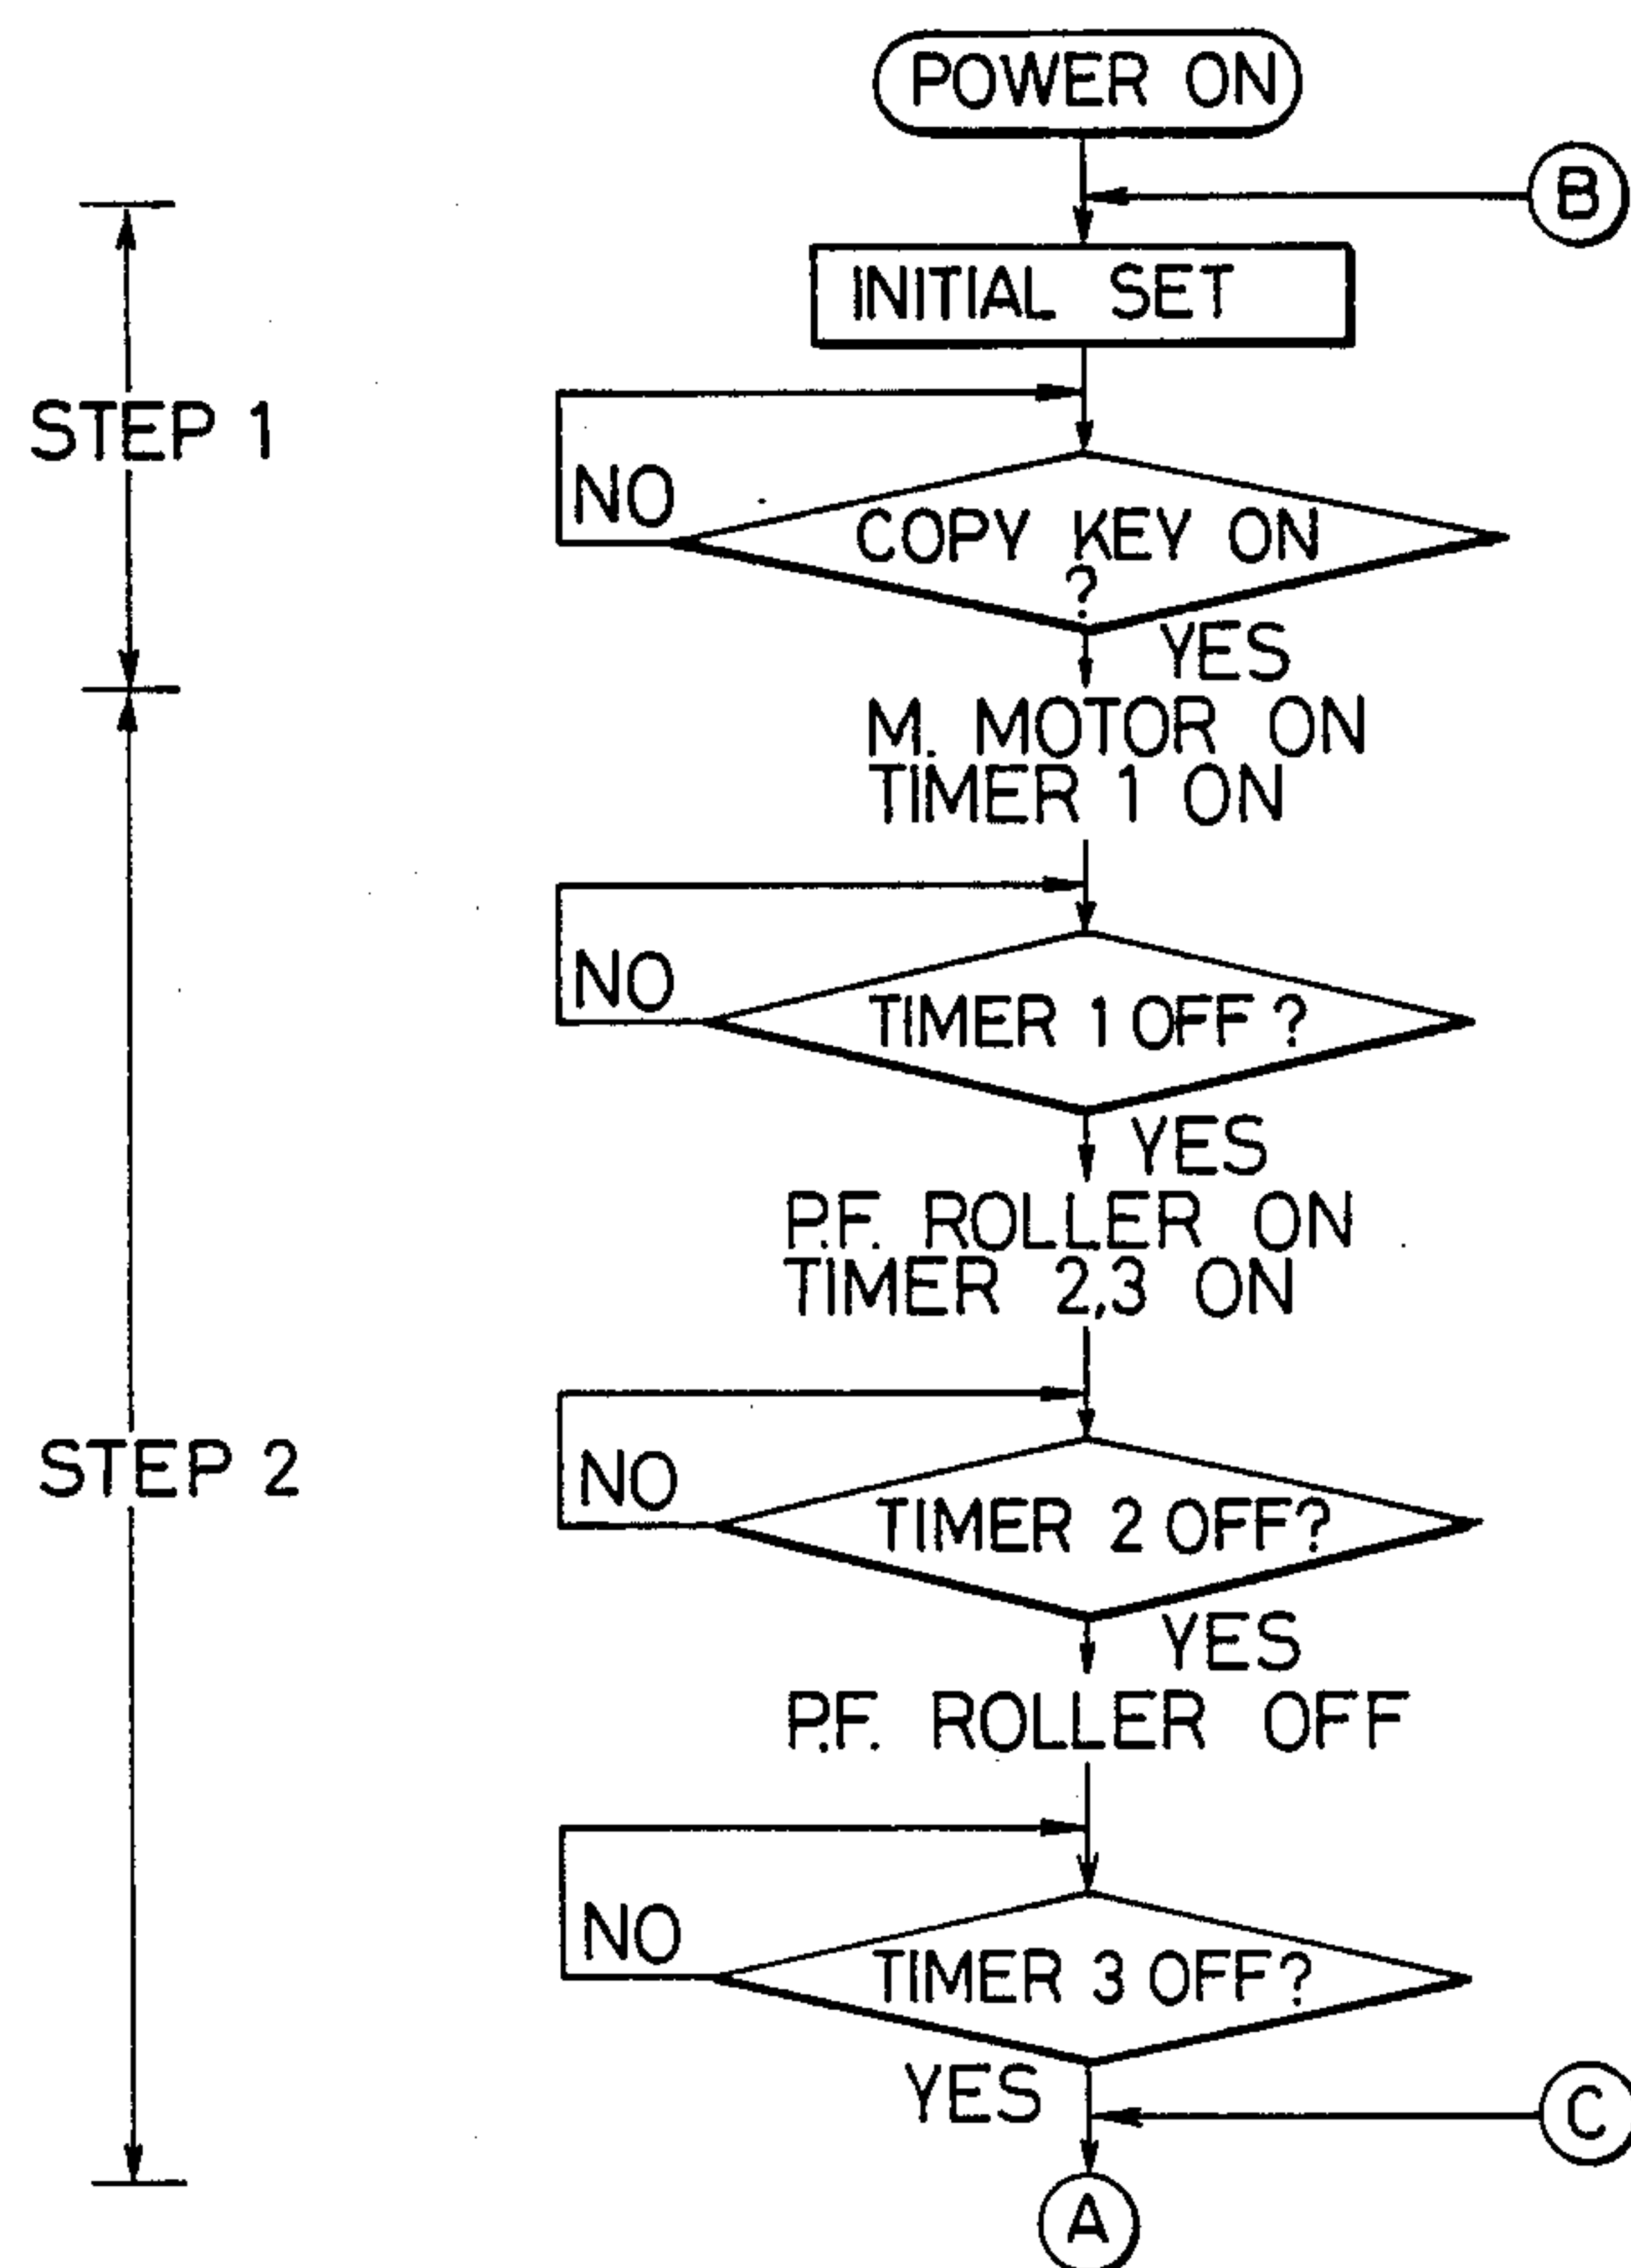 POWER ON
B
INITIAL SET
STEP 1
NO
COPY KEY ON
?
YES
M. MOTOR ON
TIMER 1 ON
NO
TIMER 1 OFF ?
YES
P.F. ROLLER ON
TIMER 2,3 ON
STEP 2
NO
TIMER 2 OFF?
YES
P.F. ROLLER OFF
NO
TIMER 3 OFF?
YES
C
A